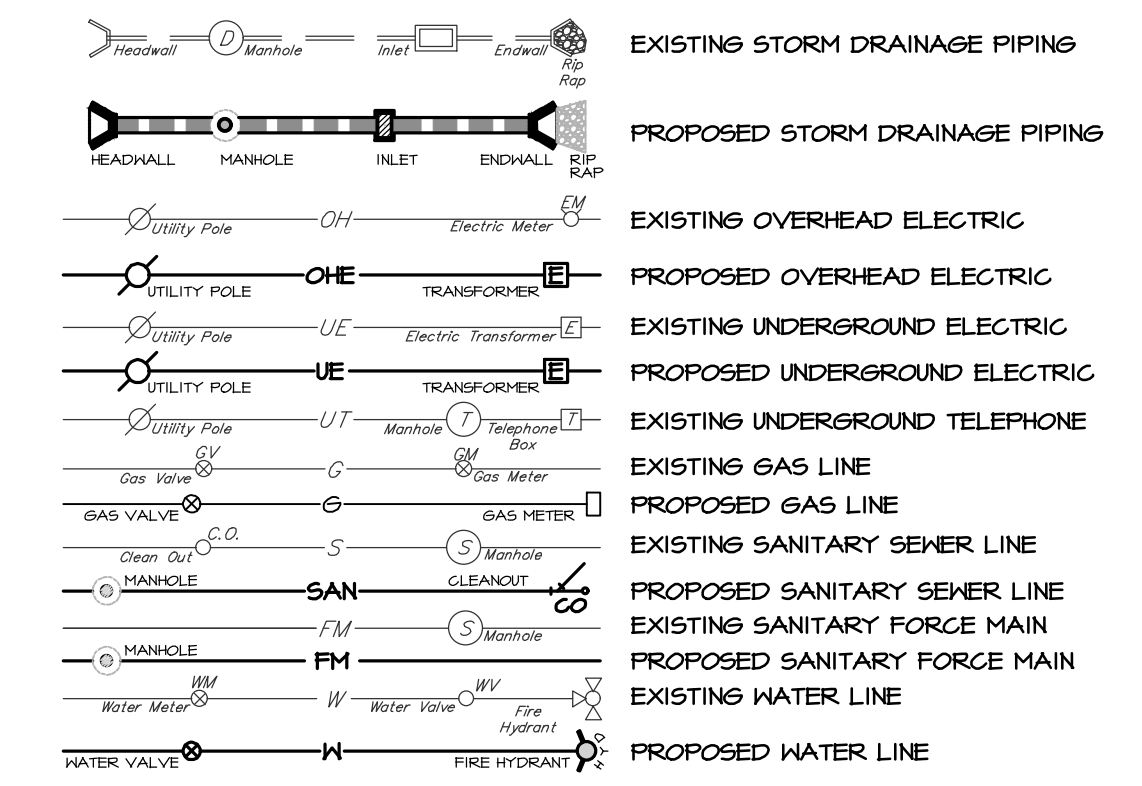 D
Headwall Manhole Inlet Endwall
Rip
Rap
EXISTING STORM DRAINAGE PIPING
PROPOSED STORM DRAINAGE PIPING
HEADWALL MANHOLE INLET ENDWALL RIP
RAP
EM
OH
Utility Pole Electric Meter
EXISTING OVERHEAD ELECTRIC
OHE E
UTILITY POLE TRANSFORMER
PROPOSED OVERHEAD ELECTRIC
UE E
Utility Pole Electric Transformer
EXISTING UNDERGROUND ELECTRIC
UE E
UTILITY POLE TRANSFORMER
PROPOSED UNDERGROUND ELECTRIC
UT T T
Utility Pole Manhole Telephone
Box
EXISTING UNDERGROUND TELEPHONE
GV GM
G
Gas Valve Gas Meter
EXISTING GAS LINE
G
GAS VALVE GAS METER
PROPOSED GAS LINE
C.O.
S S
Clean Out Manhole
EXISTING SANITARY SEWER LINE
MANHOLE CLEANOUT
SAN
CO
PROPOSED SANITARY SEWER LINE
FM S
Manhole
EXISTING SANITARY FORCE MAIN
MANHOLE
FM
PROPOSED SANITARY FORCE MAIN
WM WV
W
Water Meter Water Valve Fire
Hydrant
EXISTING WATER LINE
W HYD
WATER VALVE FIRE HYDRANT
PROPOSED WATER LINE